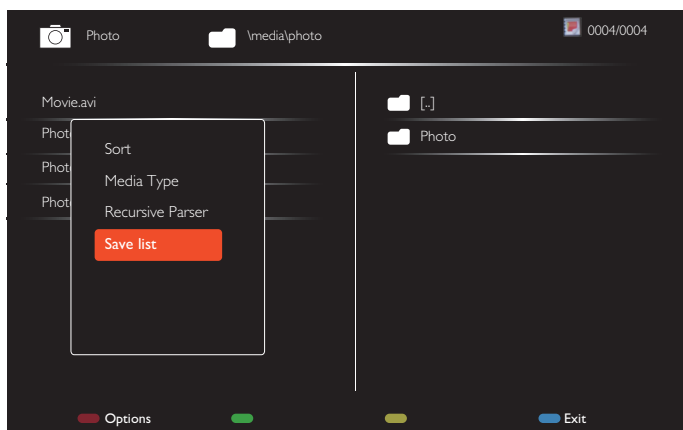 Photo
\media\photo
0004/0004
Movie.avi
[..]
Phot
Photo
Phot
Phot
Sort
Media Type
Recursive Parser
Save list
Options
Exit